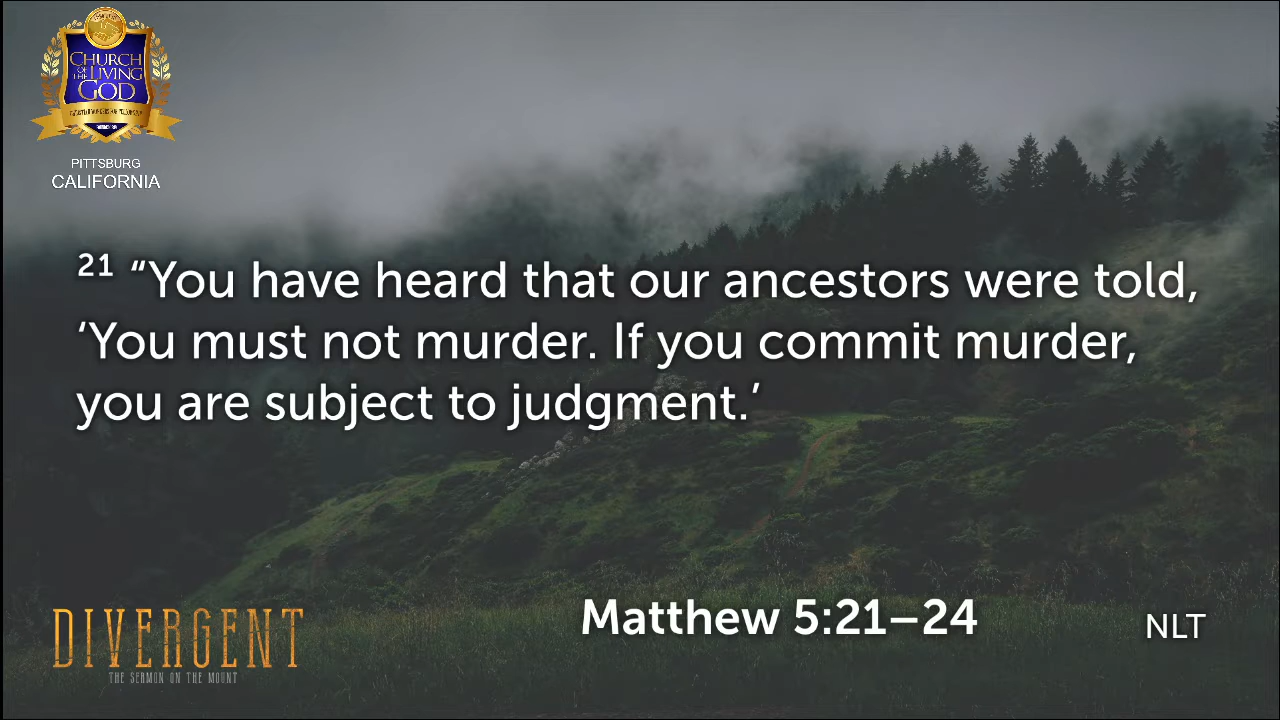 CHURCH
OF THE LIVING
GOD
PITTSBURG
CALIFORNIA
21 “You have heard that our ancestors were told,
‘You must not murder. If you commit murder,
you are subject to judgment.’
Matthew 5:21–24
NLT
DIVERGENT
THE SERMON ON THE MOUNT